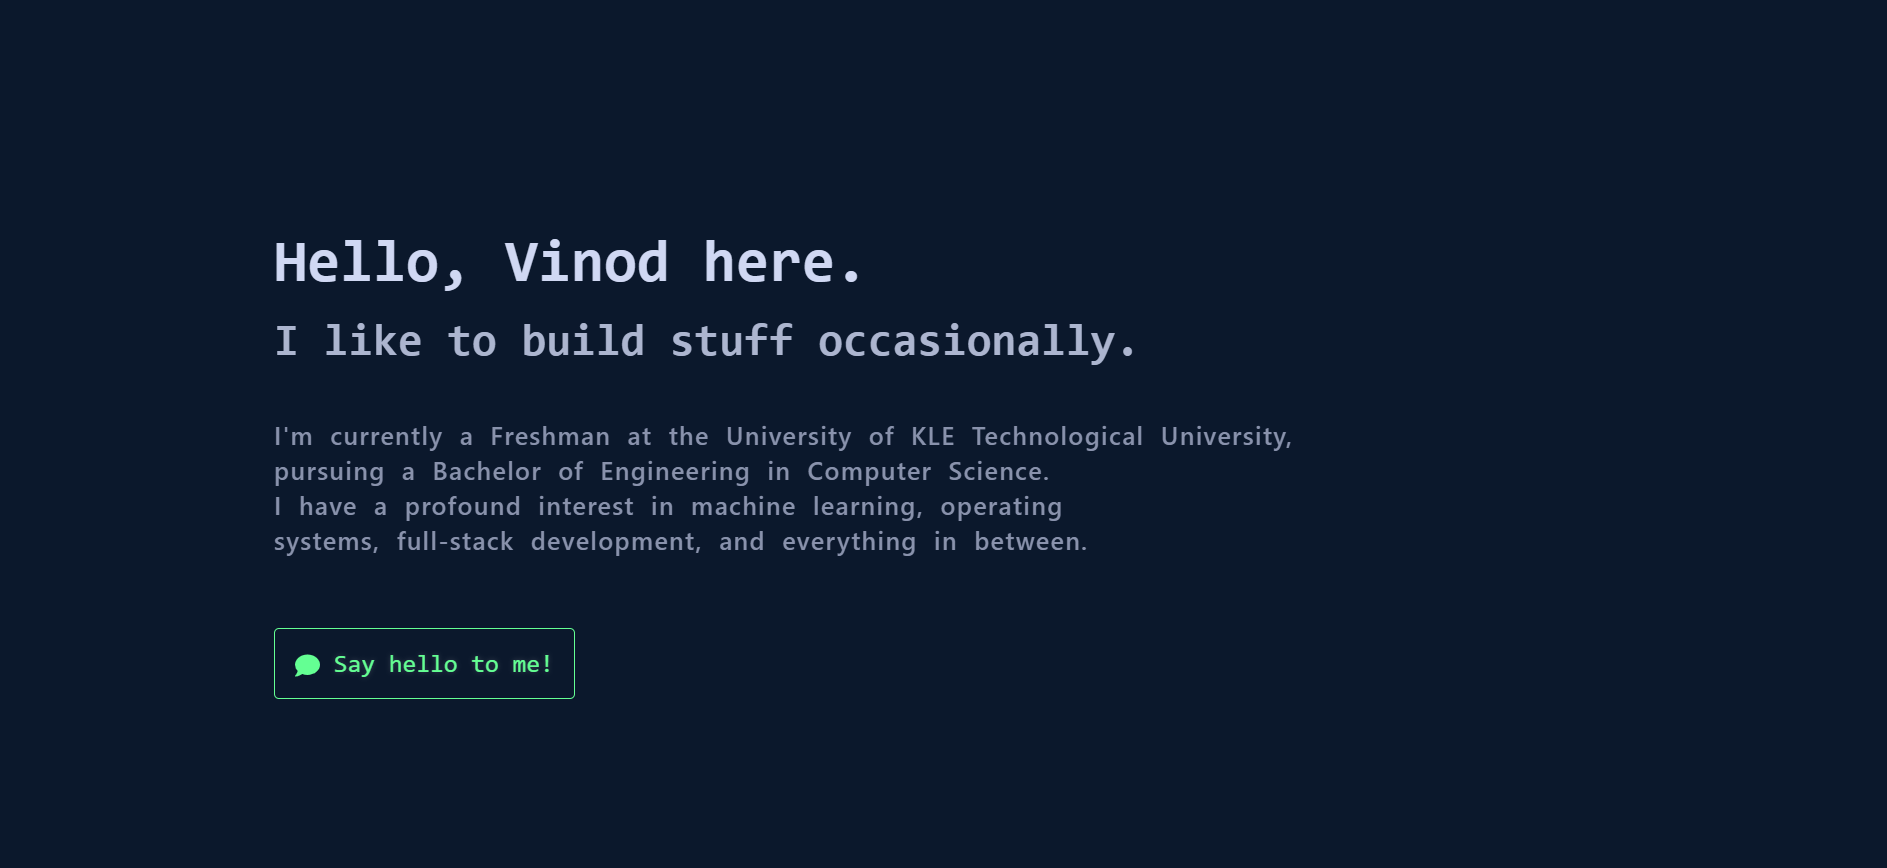 Hello, Vinod here.
I like to build stuff occasionally.
I'm currently a Freshman at the University of KLE Technological University,
pursuing a Bachelor of Engineering in Computer Science.
I have a profound interest in machine learning, operating
systems, full-stack development, and everything in between.
Say hello to me!